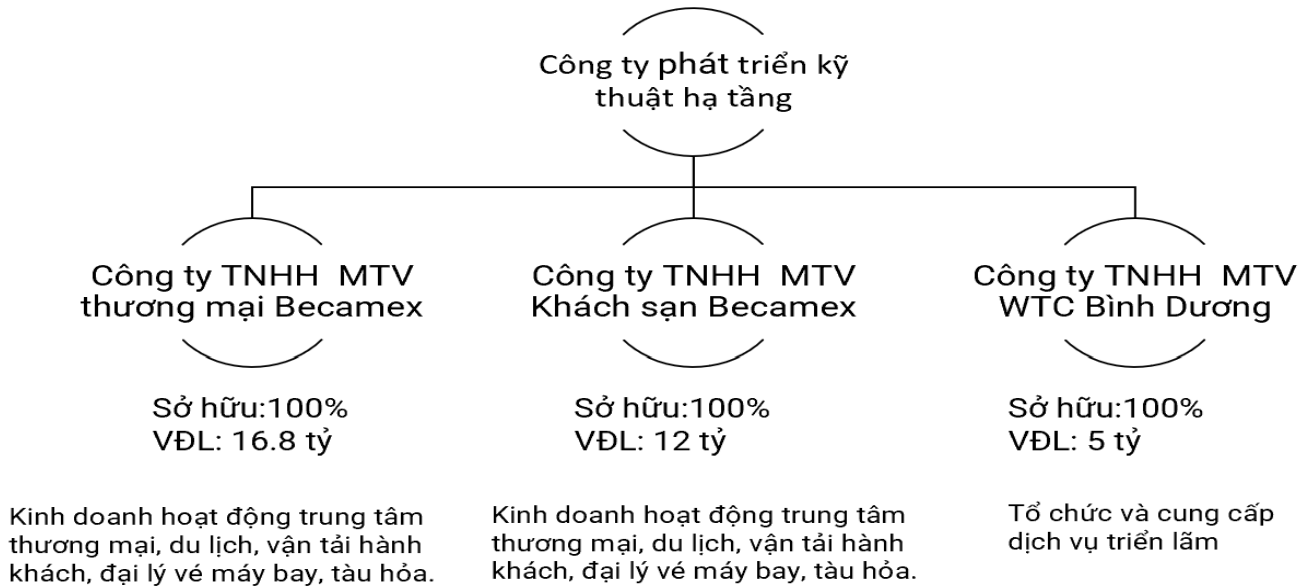 Công ty phát triển kỹ
thuật hạ tầng
Công ty TNHH  MTV
thương mại Becamex
Sở hữu:100%
VĐL: 16.8 tỷ
Kinh doanh hoạt động trung tâm
thương mại, du lịch, vận tải hành
khách, đại lý vé máy bay, tàu hỏa.
Công ty TNHH  MTV
Khách sạn Becamex
Sở hữu:100%
VĐL: 12 tỷ
Kinh doanh hoạt động trung tâm
thương mại, du lịch, vận tải hành
khách, đại lý vé máy bay, tàu hỏa.
Công ty TNHH  MTV
WTC Bình Dương
Sở hữu:100%
VĐL: 5 tỷ
Tổ chức và cung cấp
dịch vụ triển lãm